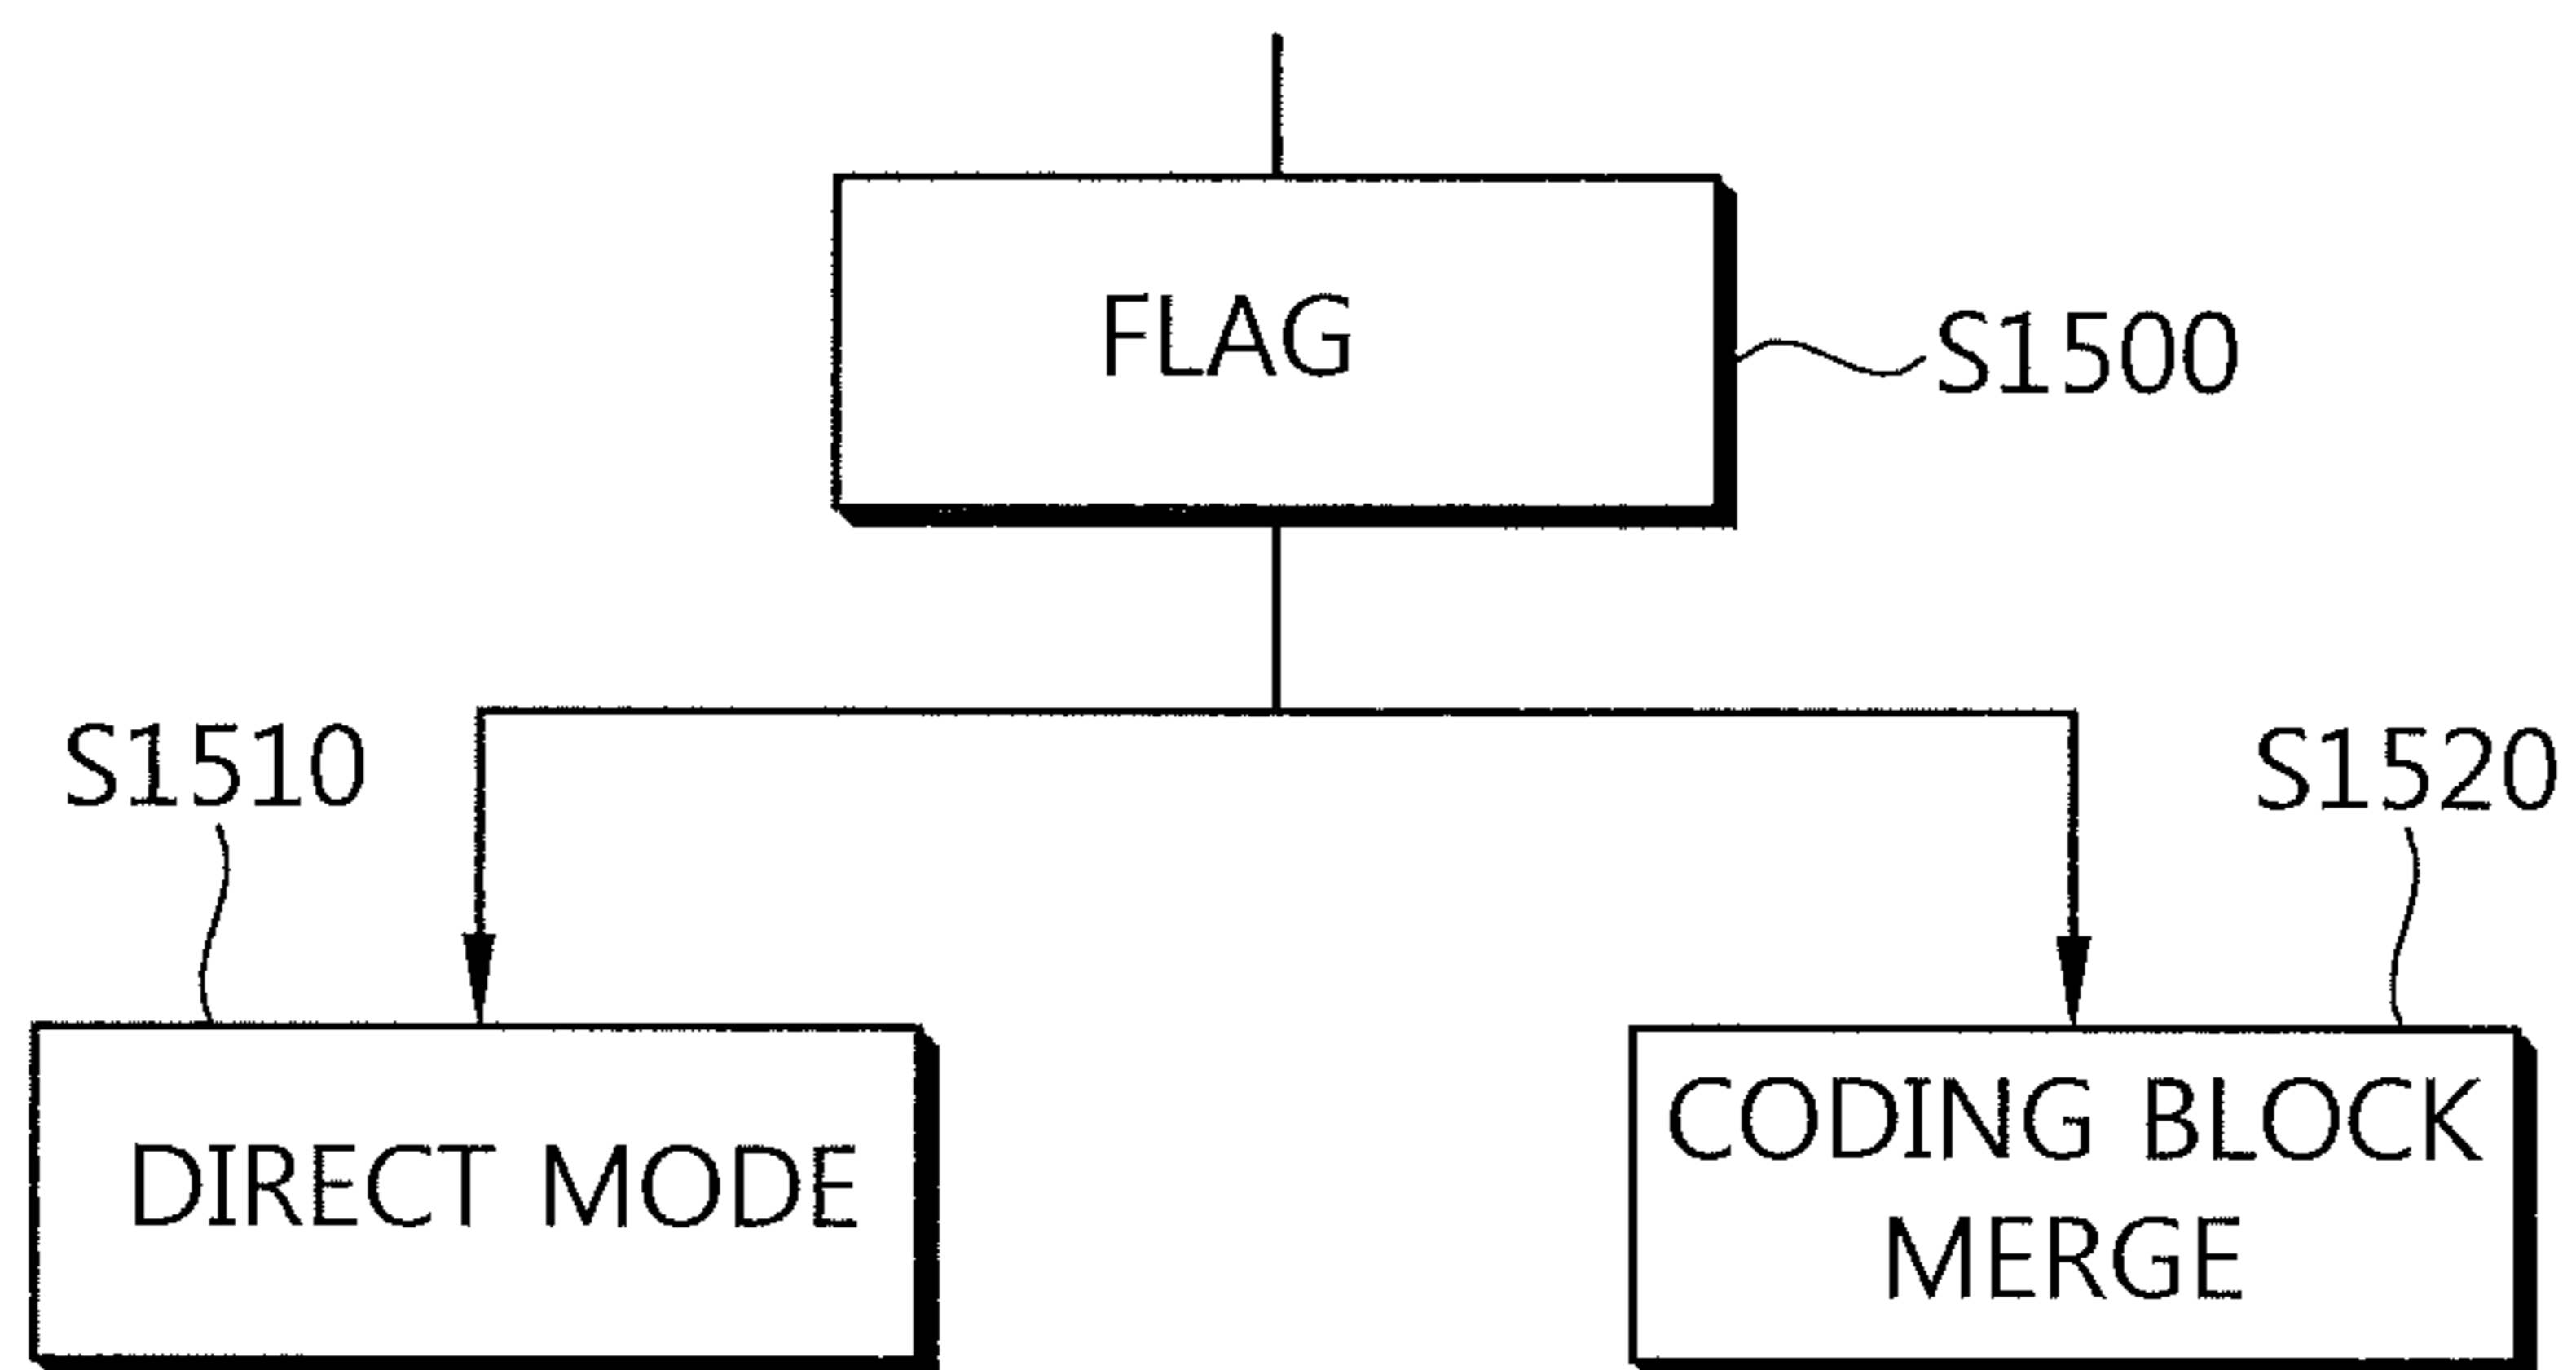 FLAG
S1500
S1510
S1520
DIRECT MODE
CODING BLOCK
MERGE